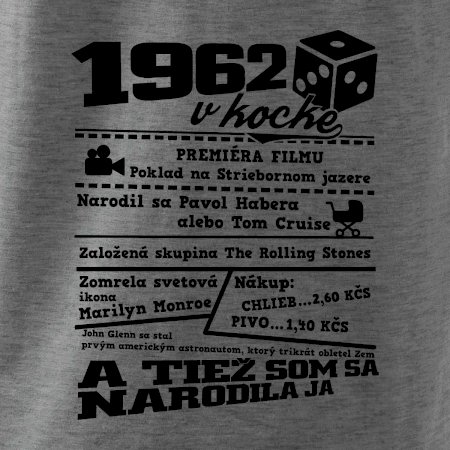 1962
v kocke
PREMIÉRA FILMU
Poklad na Striebornom jazere
Narodil sa Pavol Habera
alebo Tom Cruise
Založená skupina The Rolling Stones
Zomrela svetová
ikona
Marilyn Monroe
Nákup:
CHLIEB...2,60 KČS
PIVO...1,40 KČS
John Glenn sa stal
prvým americkým astronautom, ktorý trikrát obletel Zem
A TIEŽ SOM SA
NARODILA JA